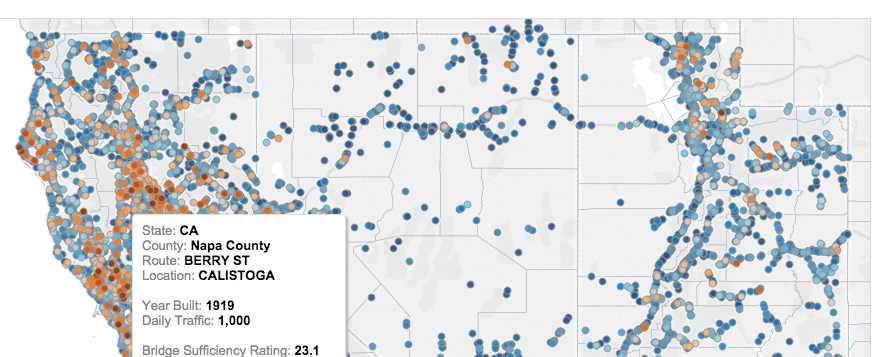 State: CA
County: Napa County
Route: BERRY ST
Location: CALISTOGA
Year Built: 1919
Daily Traffic: 1,000
Bridge Sufficiency Rating: 23.1